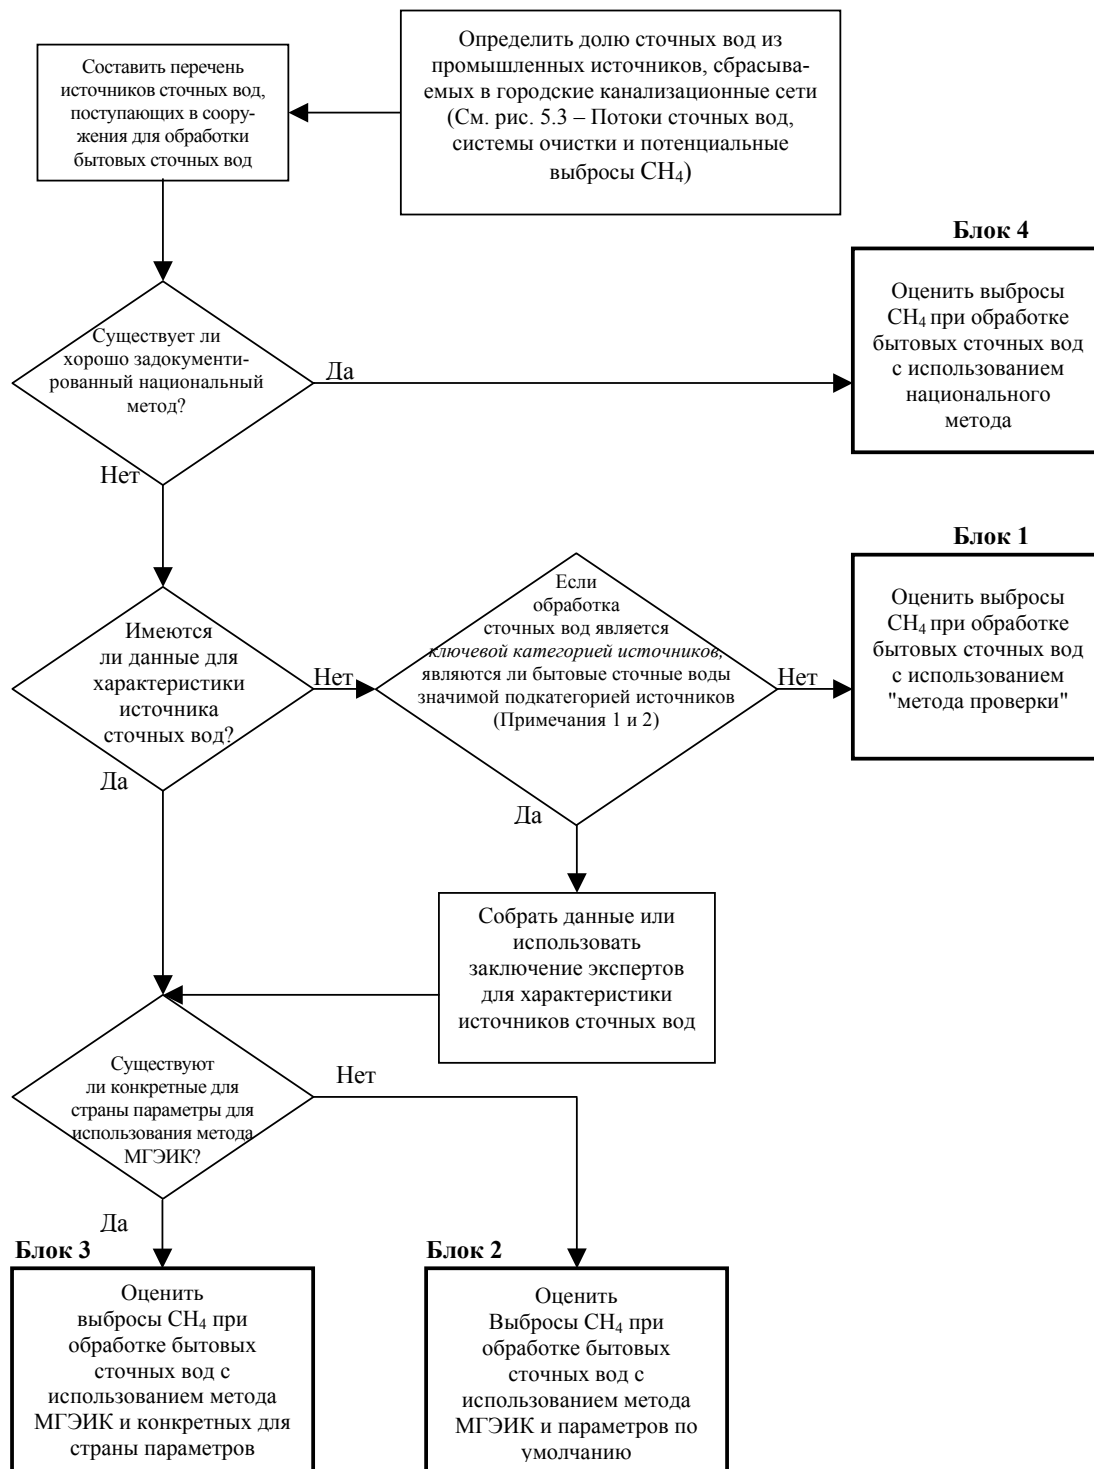 Составить перечень
источников сточных вод,
поступающих в соору-
жения для обработки
бытовых сточных вод
Определить долю сточных вод из
промышленных источников, сбрасыва-
емых в городские канализационные сети
(См. рис. 5.3 – Потоки сточных вод,
системы очистки и потенциальные
выбросы CH₄)
Блок 4
Оценить выбросы
CH₄ при обработке
бытовых сточных вод
с использованием
национального
метода
Существует ли
хорошо задокументи-
рованный национальный
метод?
Да
Нет
Блок 1
Оценить выбросы
CH₄ при обработке
бытовых сточных вод
с использованием
"метода проверки"
Имеются
ли данные для
характеристики
источника
сточных вод?
Нет
Да
Если
обработка
сточных вод является
ключевой категорией источников,
являются ли бытовые сточные воды
значимой подкатегорией источников
(Примечания 1 и 2)
Нет
Да
Собрать данные или
использовать
заключение экспертов
для характеристики
источников сточных вод
Существуют
ли конкретные для
страны параметры для
использования метода
МГЭИК?
Нет
Да
Блок 3
Оценить
выбросы CH₄ при
обработке бытовых
сточных вод с
использованием метода
МГЭИК и конкретных для
страны параметров
Блок 2
Оценить
Выбросы CH₄ при
обработке бытовых
сточных вод с
использованием метода
МГЭИК и параметров по
умолчанию